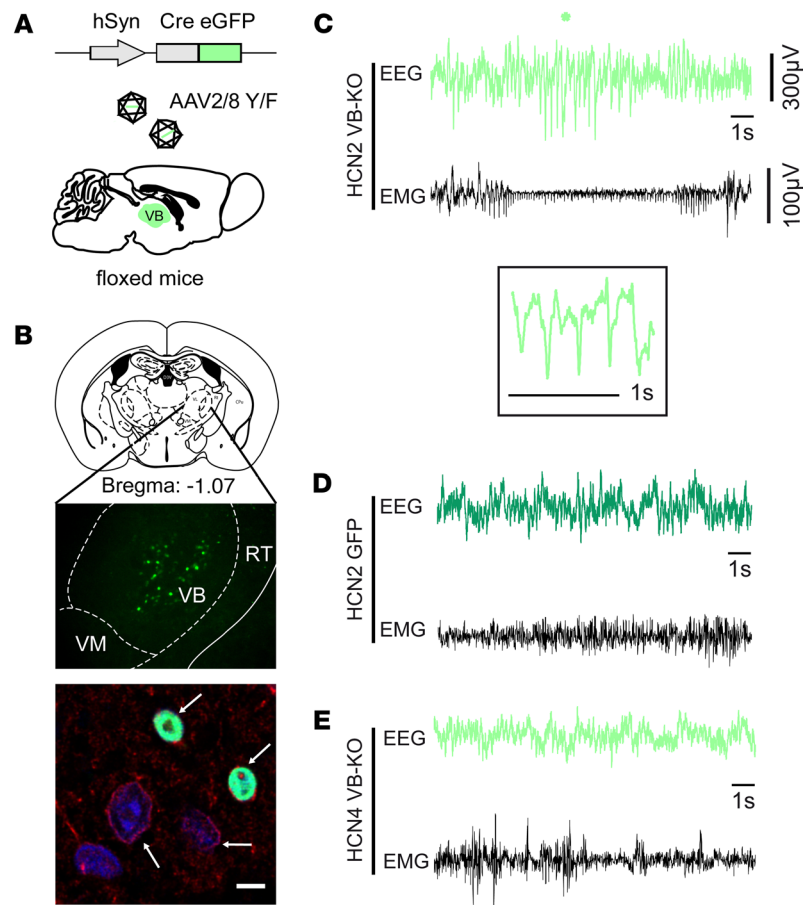 A
hSyn
Cre eGFP
AAV2/8 Y/F
VB
floxed mice
B
Bregma: -1.07
RT
VB
VM
C
HCN2 VB-KO
EEG
300µV
1s
EMG
100µV
1s
D
HCN2 GFP
EEG
1s
EMG
E
HCN4 VB-KO
EEG
1s
EMG